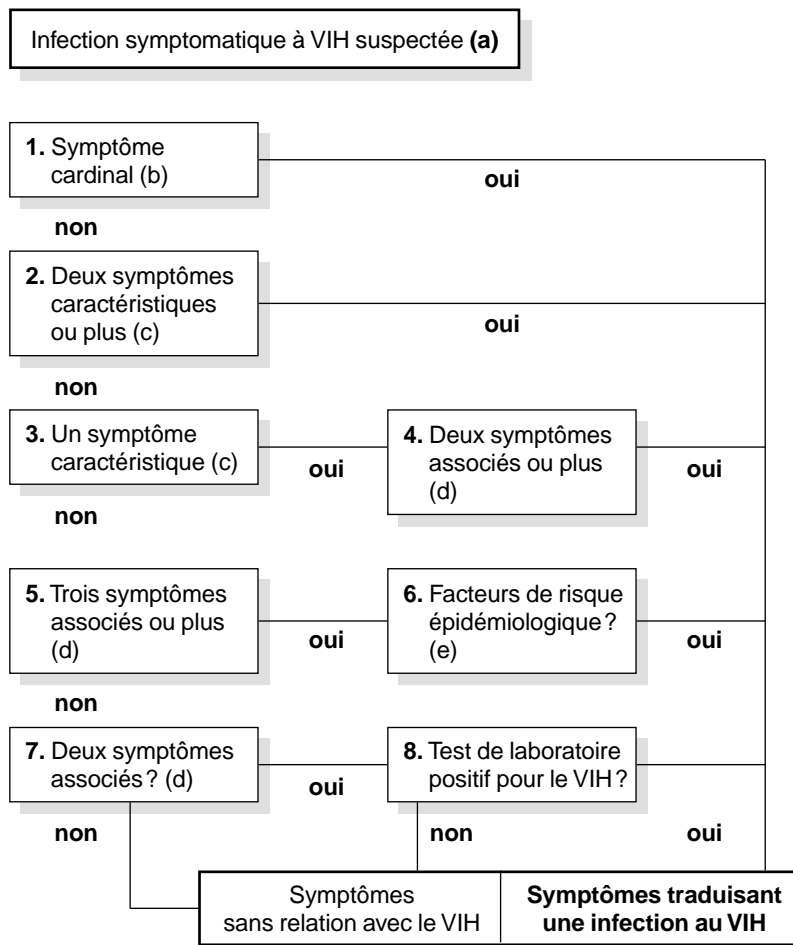 Infection symptomatique à VIH suspectée (a)
1. Symptôme
cardinal (b)
oui
non
2. Deux symptômes
caractéristiques
ou plus (c)
oui
non
3. Un symptôme
caractéristique (c)
oui
4. Deux symptômes
associés ou plus
(d)
oui
non
5. Trois symptômes
associés ou plus
(d)
oui
6. Facteurs de risque
épidémiologique ?
(e)
oui
non
7. Deux symptômes
associés ? (d)
oui
8. Test de laboratoire
positif pour le VIH ?
non
non
oui
Symptômes
sans relation avec le VIH
Symptômes traduisant
une infection au VIH